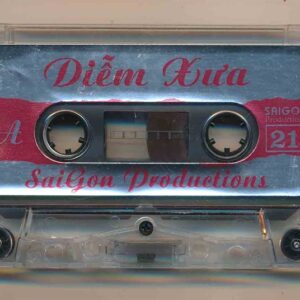 Diễm Xưa
A
SAIGON
Productions
21
SaiGon Productions